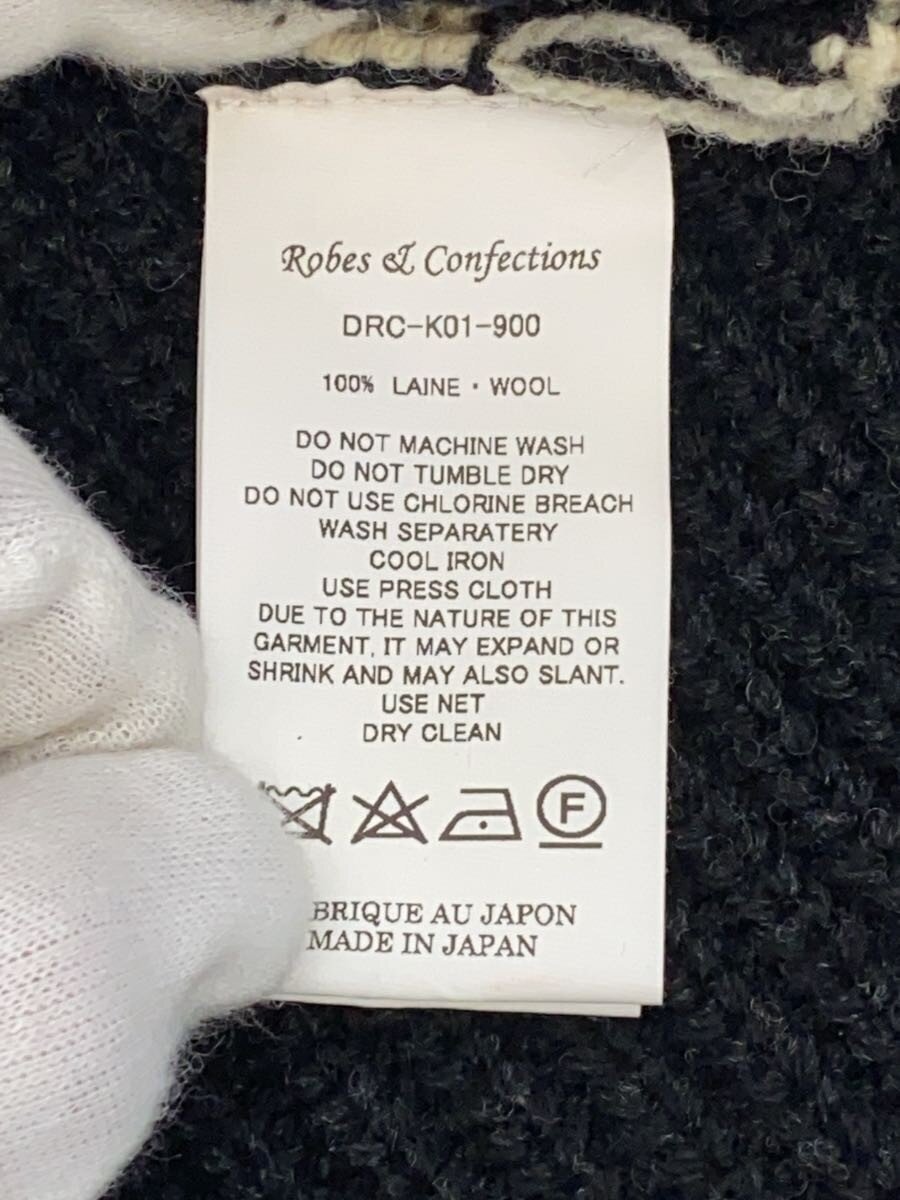 Robes & Confections
DRC-K01-900
100% LAINE・WOOL
DO NOT MACHINE WASH
DO NOT TUMBLE DRY
DO NOT USE CHLORINE BREACH
WASH SEPARATERY
COOL IRON
USE PRESS CLOTH
DUE TO THE NATURE OF THIS
GARMENT, IT MAY EXPAND OR
SHRINK AND MAY ALSO SLANT.
USE NET
DRY CLEAN
F
BRIQUE AU JAPON
MADE IN JAPAN